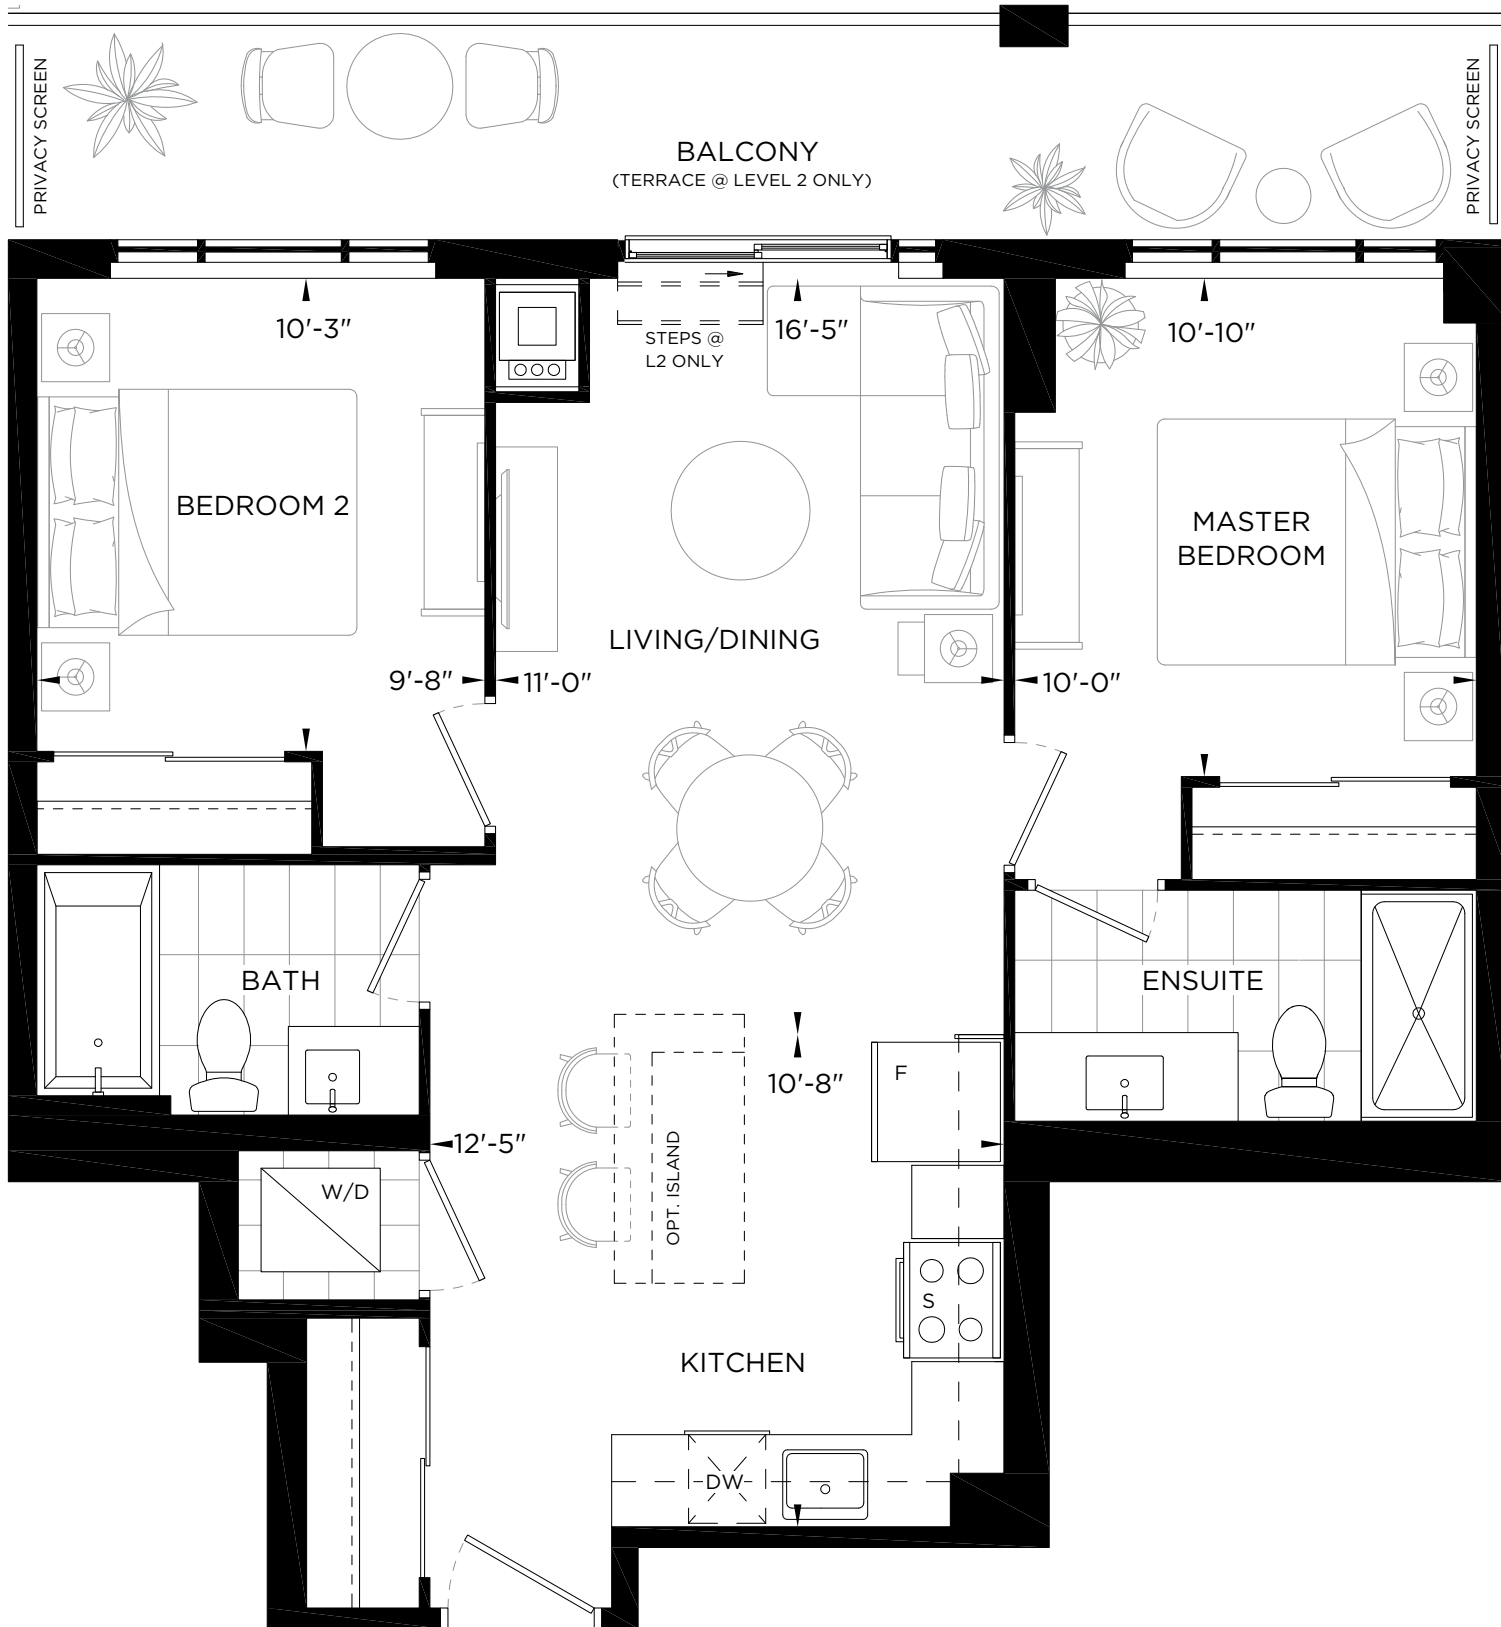 PRIVACY SCREEN
PRIVACY SCREEN
BALCONY
(TERRACE @ LEVEL 2 ONLY)
10'-3"
STEPS @
L2 ONLY
16'-5"
10'-10"
BEDROOM 2
MASTER
BEDROOM
LIVING/DINING
9'-8"
11'-0"
10'-0"
BATH
ENSUITE
F
10'-8"
12'-5"
OPT. ISLAND
W/D
S
KITCHEN
DW